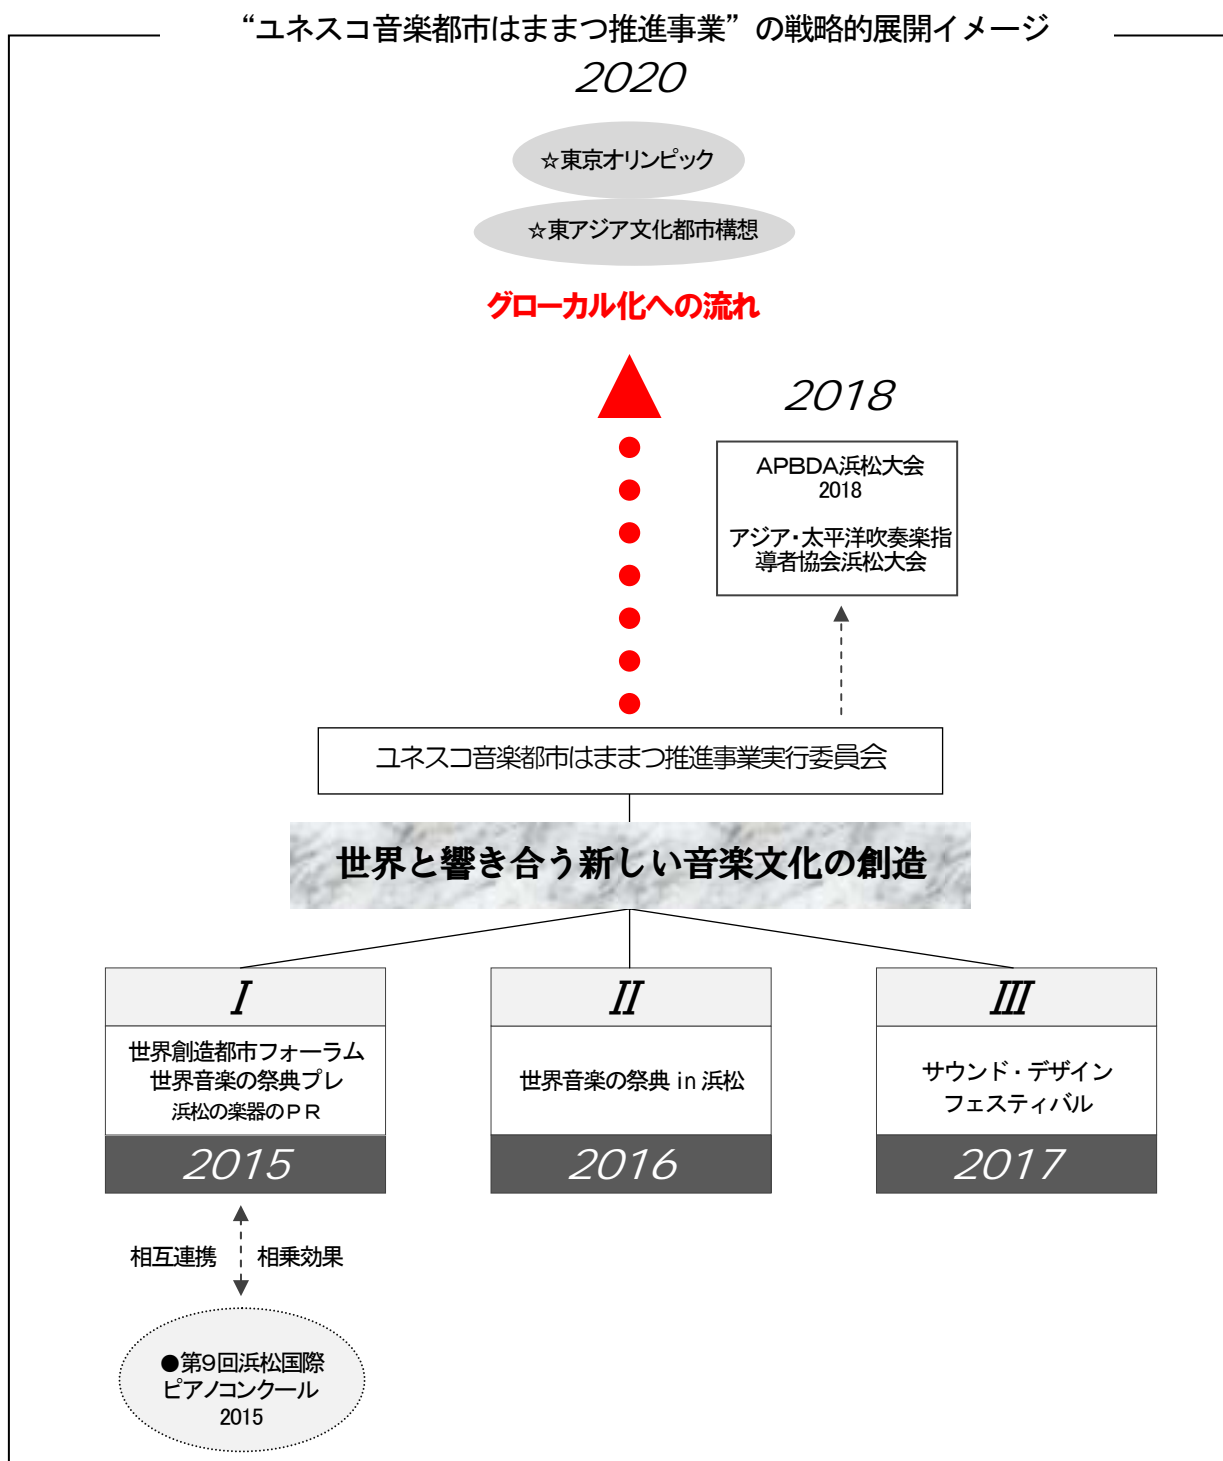 “ユネスコ音楽都市はままつ推進事業”の戦略的展開イメージ
2020
☆東京オリンピック
☆東アジア文化都市構想
グローカル化への流れ
2018
APBDA浜松大会
2018
アジア・太平洋吹奏楽指
導者協会浜松大会
ユネスコ音楽都市はままつ推進事業実行委員会
世界と響き合う新しい音楽文化の創造
I
世界創造都市フォーラム
世界音楽の祭典プレ
浜松の楽器のPR
2015
II
世界音楽の祭典 in 浜松
2016
III
サウンド・デザイン
フェスティバル
2017
相互連携 相乗効果
●第9回浜松国際
ピアノコンクール
2015